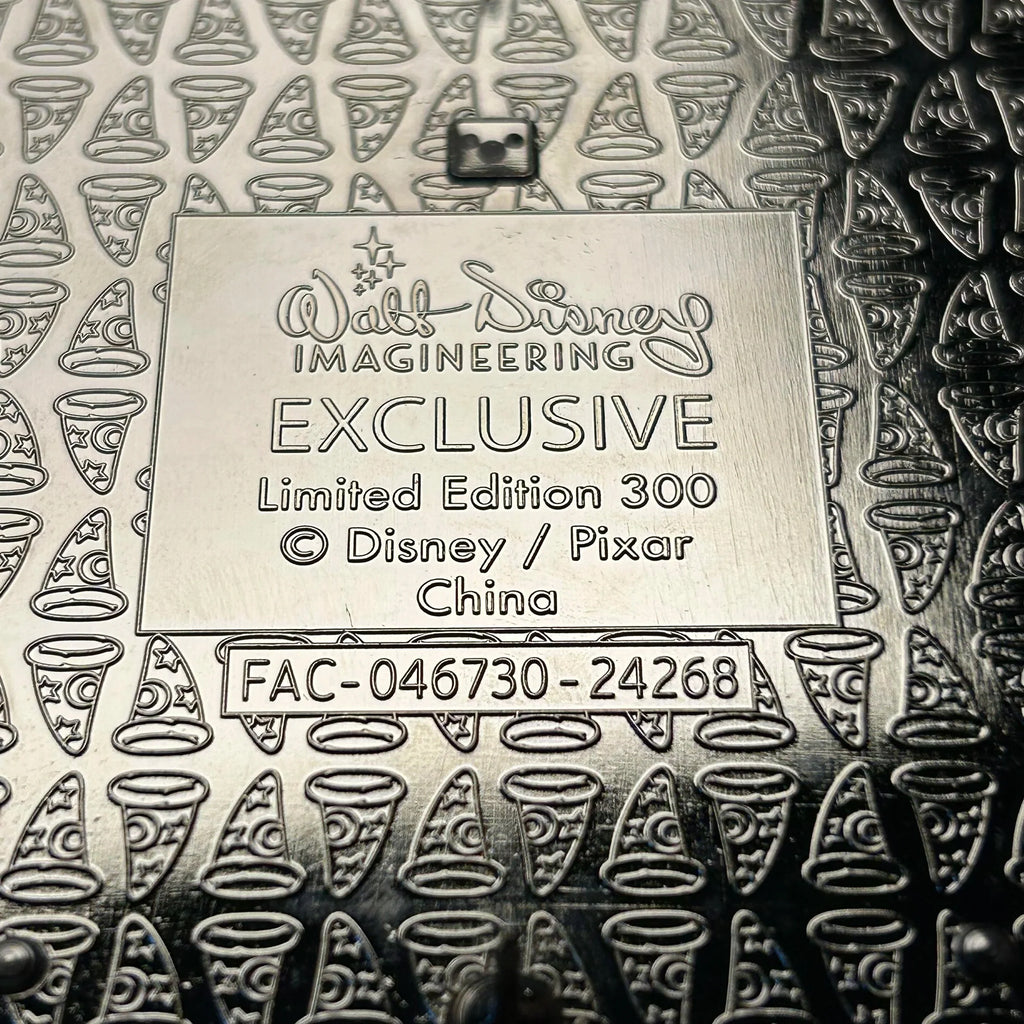 Walt Disney
IMAGINEERING
EXCLUSIVE
Limited Edition 300
© Disney / Pixar
China
FAC-046730-24268